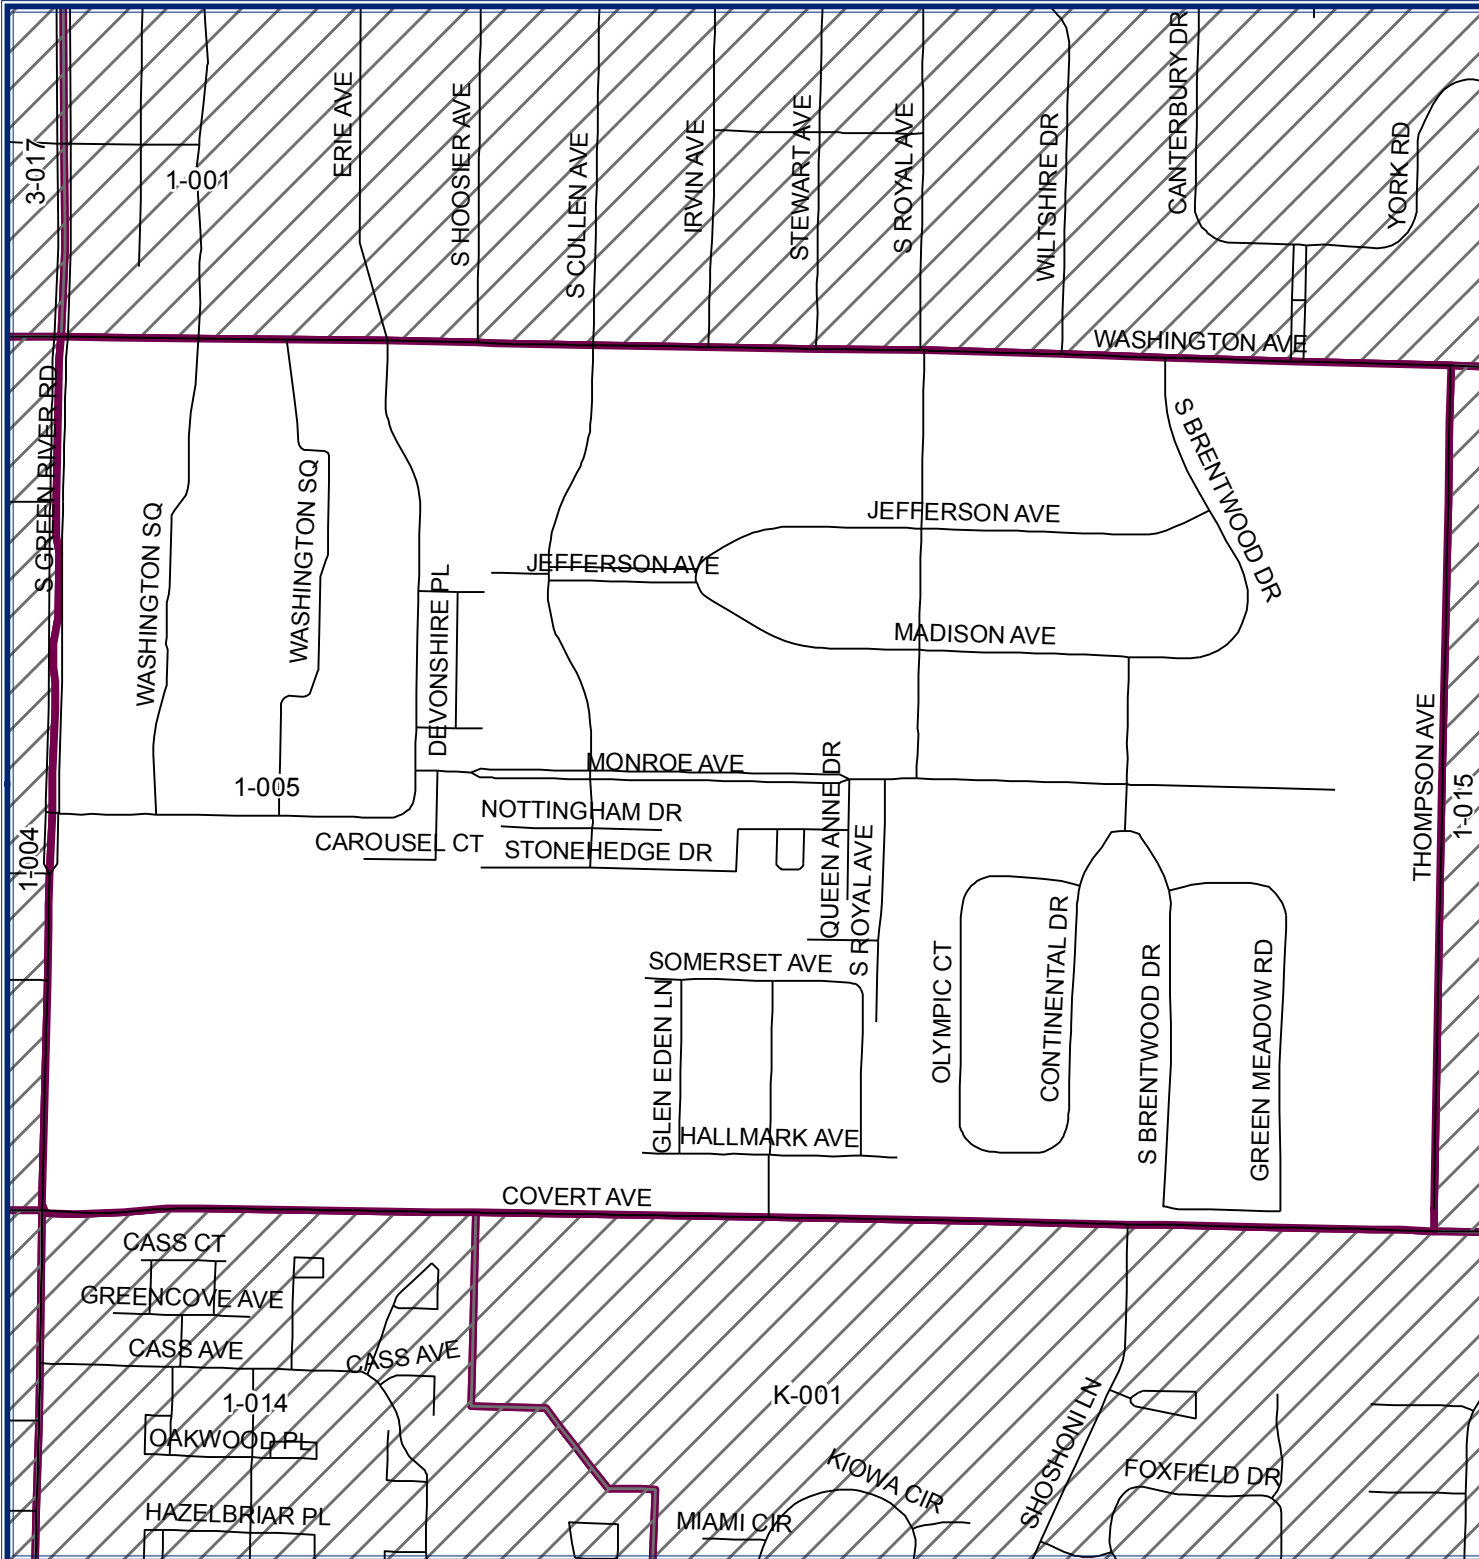 CANTERBURY DR
ERIE AVE
S HOOSIER AVE
STEWART AVE
S ROYAL AVE
WILTSHIRE DR
IRVIN AVE
S CULLEN AVE
YORK RD
3-017
1-001
WASHINGTON AVE
S GREEN RIVER RD
S BRENTWOOD DR
WASHINGTON SQ
WASHINGTON SQ
JEFFERSON AVE
JEFFERSON AVE
DEVONSHIRE PL
MADISON AVE
THOMPSON AVE
MONROE AVE
QUEEN ANNE DR
1-005
1-015
NOTTINGHAM DR
CAROUSEL CT
STONEHEDGE DR
1-004
S ROYAL AVE
SOMERSET AVE
OLYMPIC CT
CONTINENTAL DR
S BRENTWOOD DR
GREEN MEADOW RD
GLEN EDEN LN
HALLMARK AVE
COVERT AVE
CASS CT
GREENCOVE AVE
CASS AVE
CASS AVE
1-014
K-001
OAKWOOD PL
SHOSHONI LN
KIOWA CIR
FOXFIELD DR
HAZELBRIAR PL
MIAMI CIR